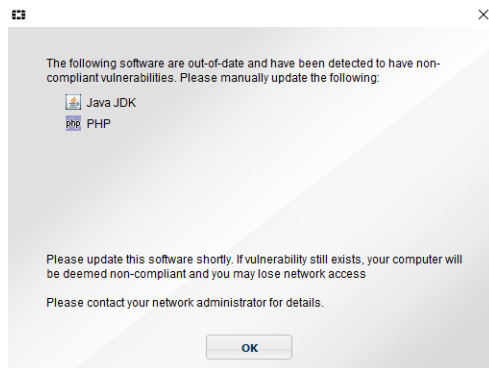 The following software are out-of-date and have been detected to have non-
compliant vulnerabilities. Please manually update the following:
Java JDK
php PHP
Please update this software shortly. If vulnerability still exists, your computer will
be deemed non-compliant and you may lose network access
Please contact your network administrator for details.
OK